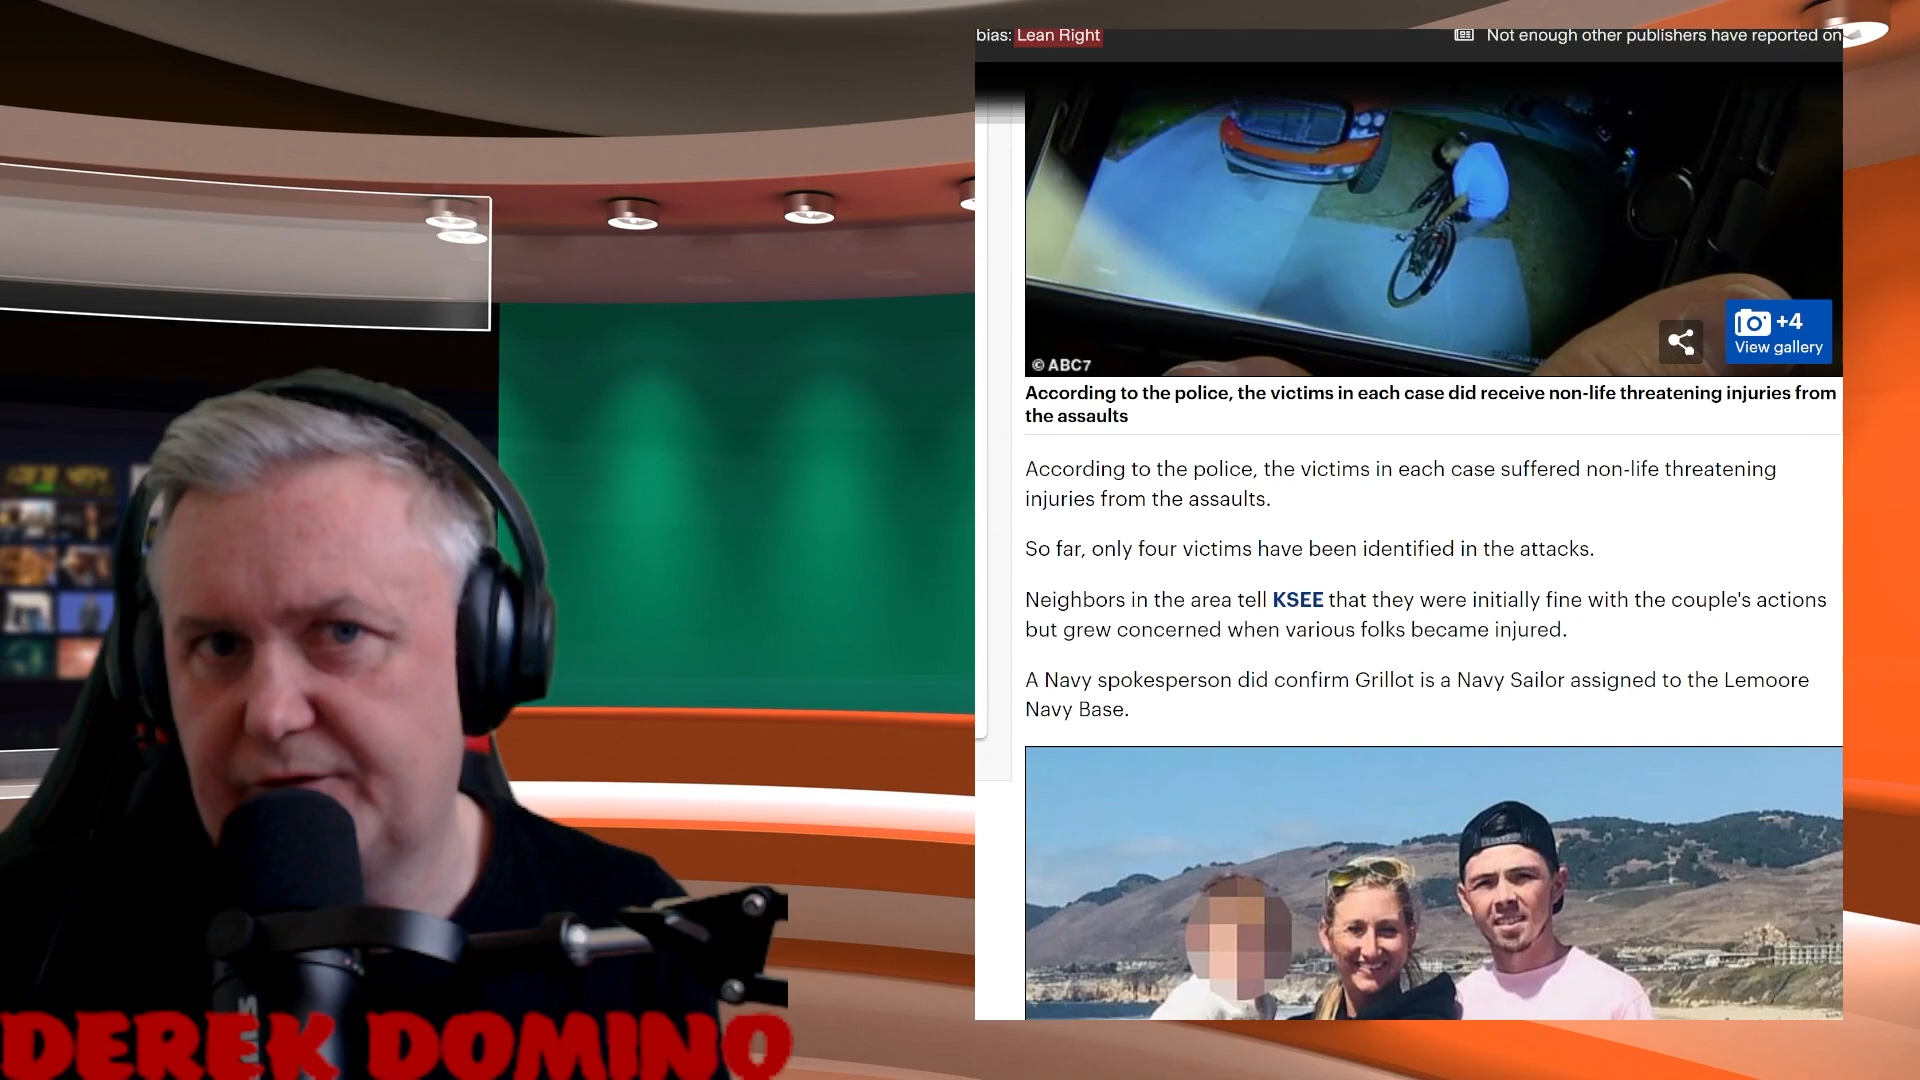 bias: Lean Right
Not enough other publishers have reported on
© ABC7
+4
View gallery
According to the police, the victims in each case did receive non-life threatening injuries from
the assaults
According to the police, the victims in each case suffered non-life threatening
injuries from the assaults.
So far, only four victims have been identified in the attacks.
Neighbors in the area tell KSEE that they were initially fine with the couple's actions
but grew concerned when various folks became injured.
A Navy spokesperson did confirm Grillot is a Navy Sailor assigned to the Lemoore
Navy Base.
DEREK DOMINO